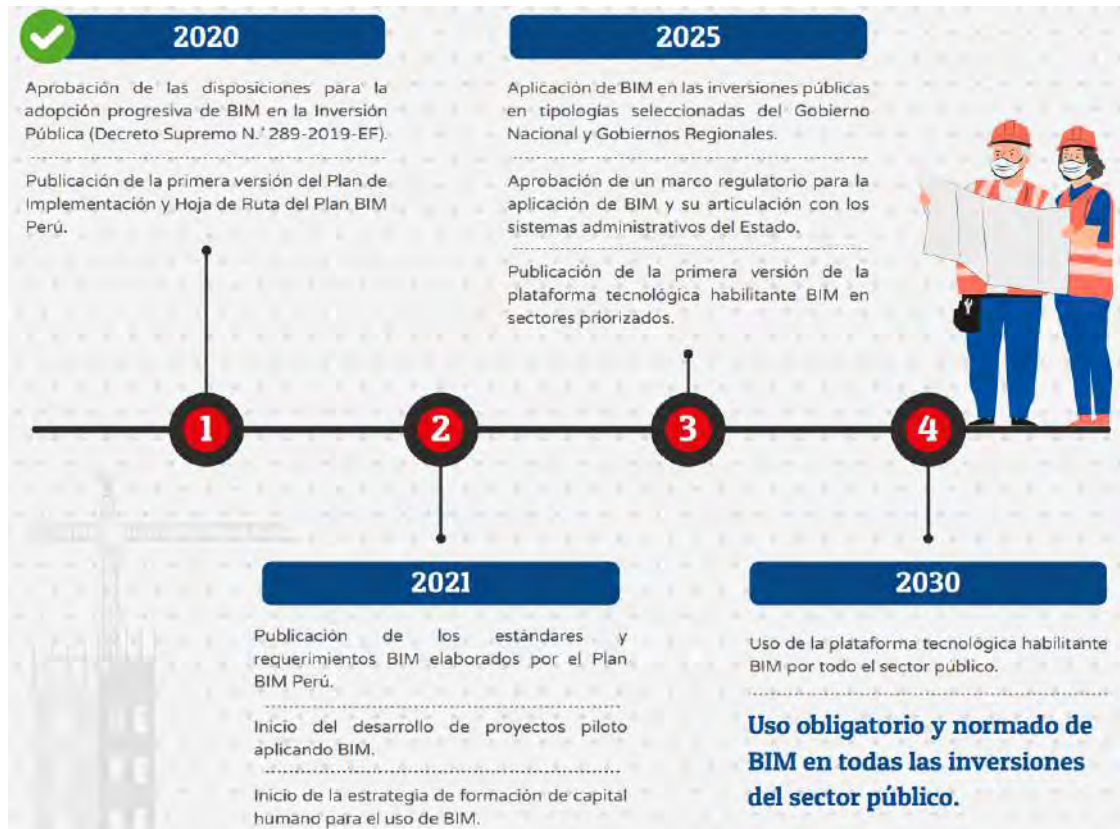 2020
Aprobación de las disposiciones para la
adopción progresiva de BIM en la Inversión
Pública (Decreto Supremo N.° 289-2019-EF).
Publicación de la primera versión del Plan de
Implementación y Hoja de Ruta del Plan BIM
Perú.
2025
Aplicación de BIM en las inversiones públicas
en tipologías seleccionadas del Gobierno
Nacional y Gobiernos Regionales.
Aprobación de un marco regulatorio para la
aplicación de BIM y su articulación con los
sistemas administrativos del Estado.
Publicación de la primera versión de la
plataforma tecnológica habilitante BIM en
sectores priorizados.
1
2
3
4
2021
Publicación de los estándares y
requerimientos BIM elaborados por el Plan
BIM Perú.
Inicio del desarrollo de proyectos piloto
aplicando BIM.
Inicio de la estrategia de formación de capital
humano para el uso de BIM.
2030
Uso de la plataforma tecnológica habilitante
BIM por todo el sector público.
Uso obligatorio y normado de
BIM en todas las inversiones
del sector público.